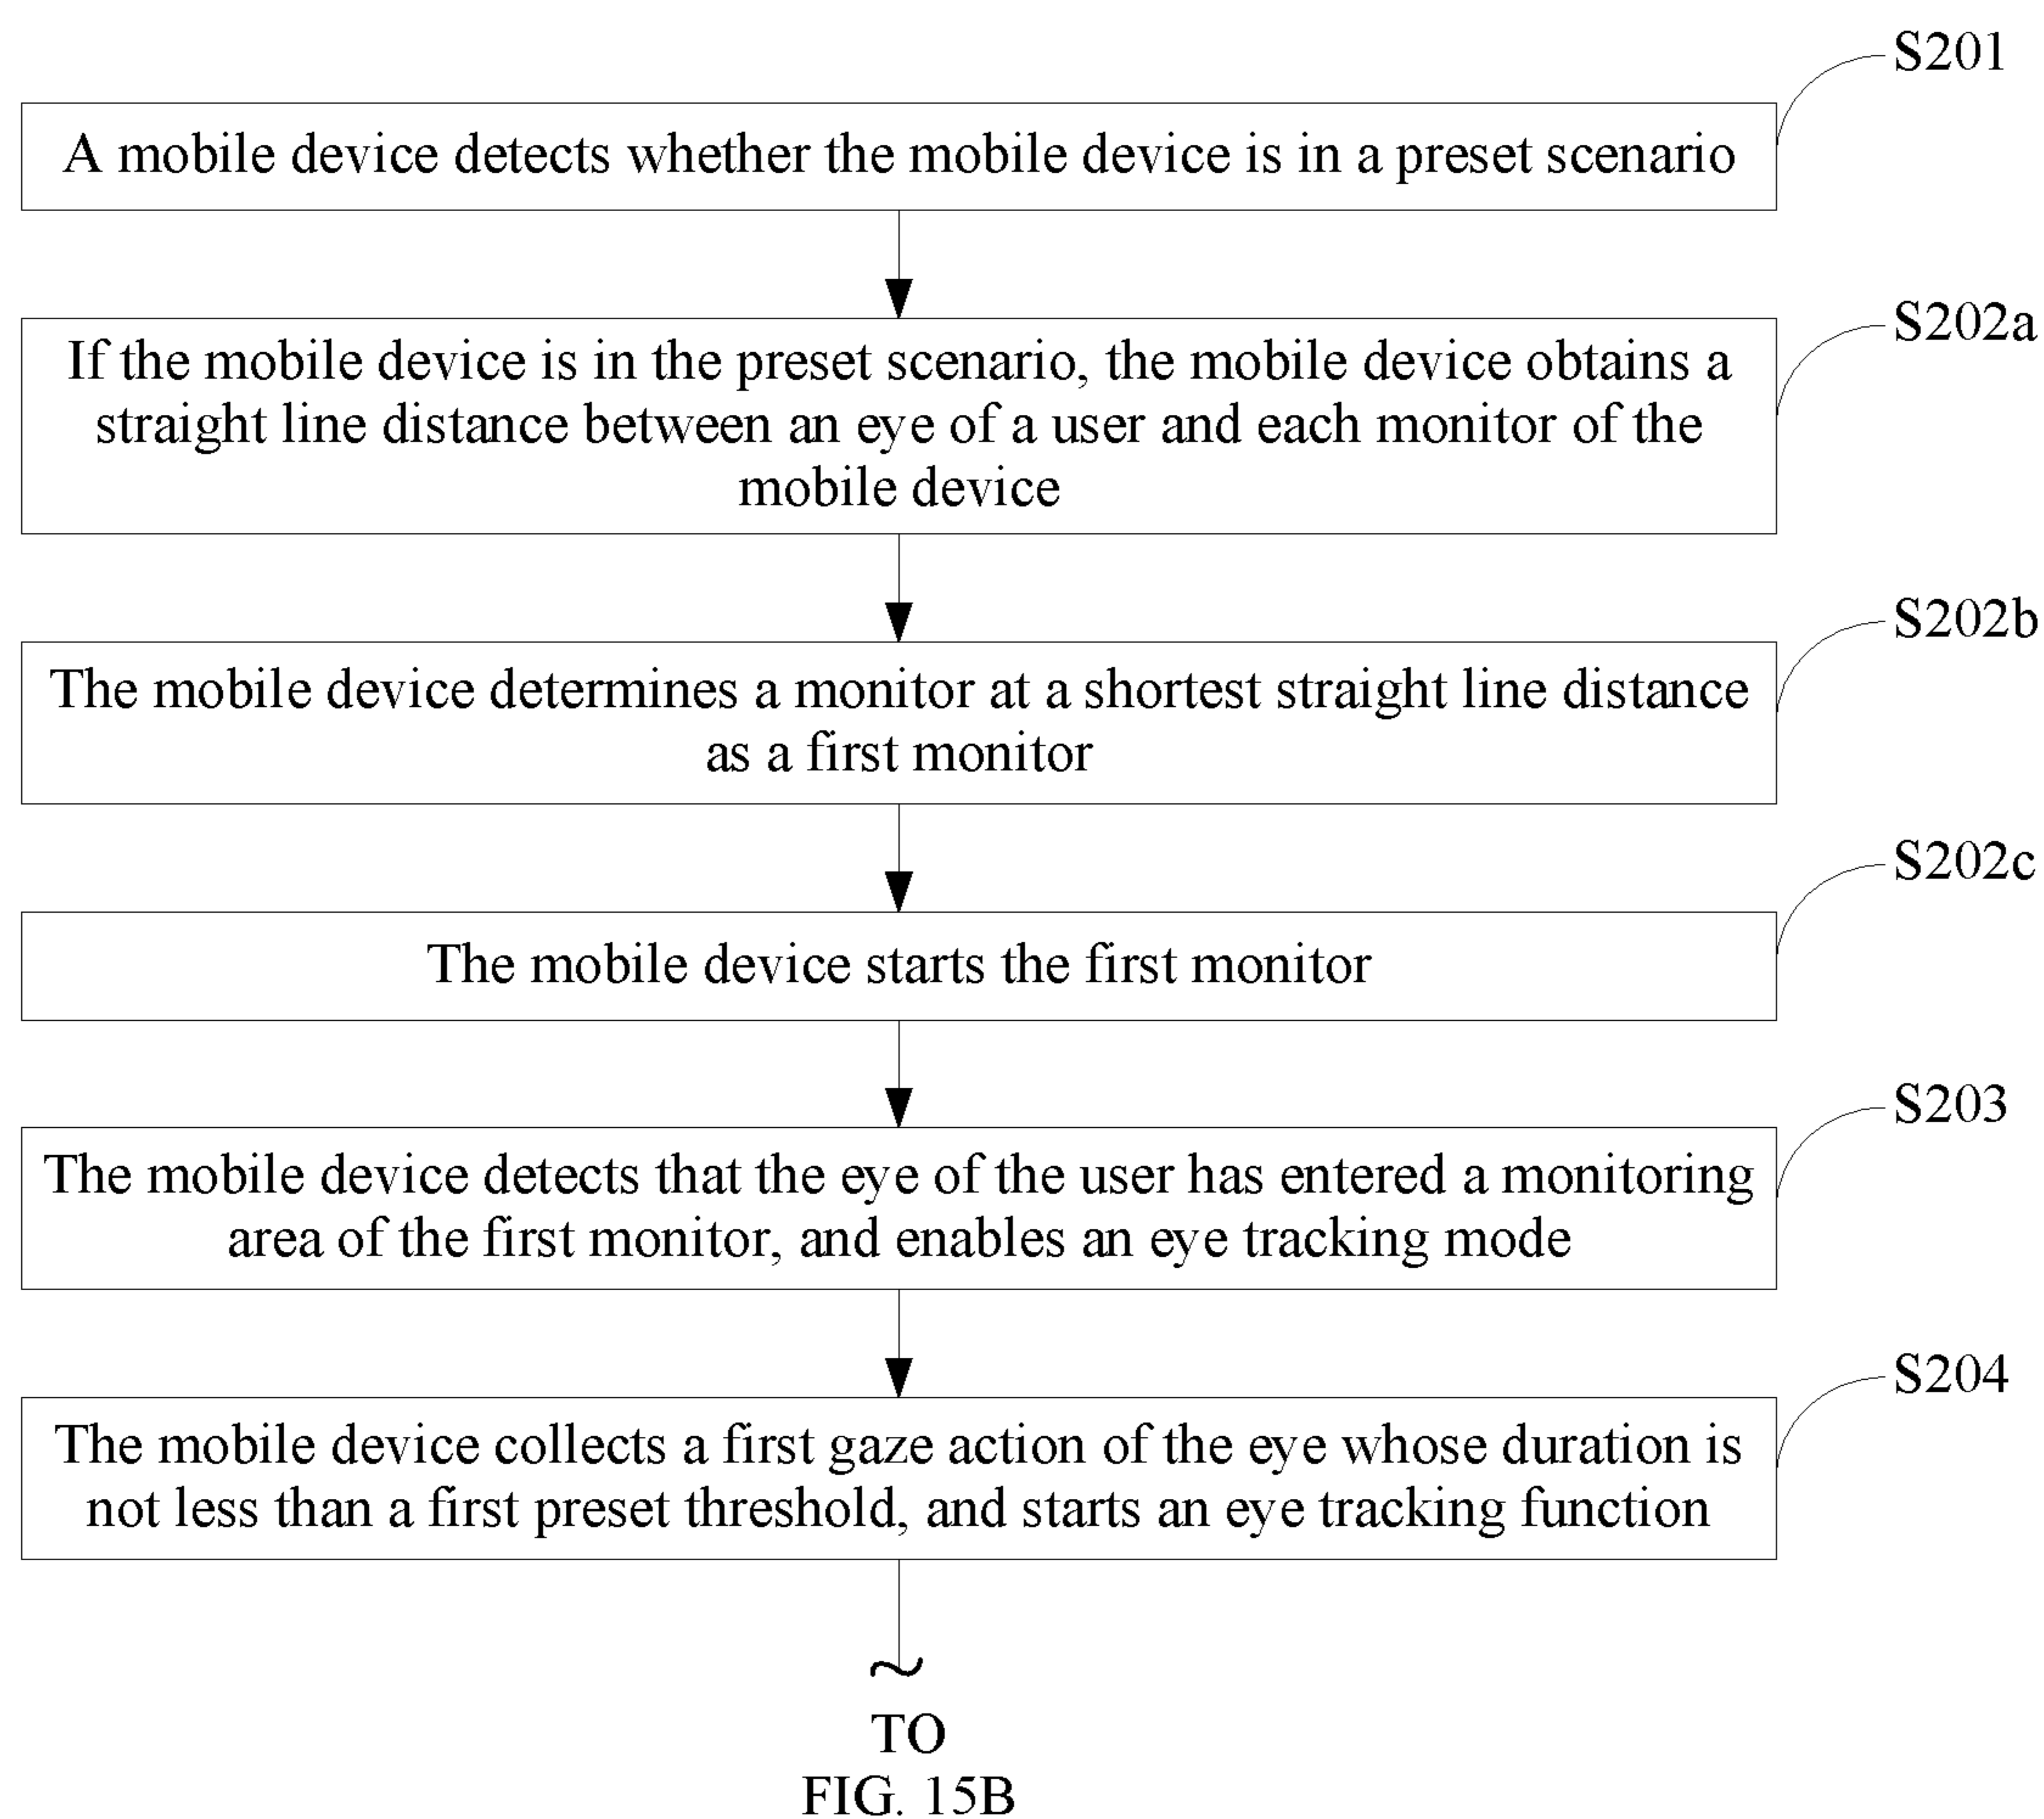 S201
A mobile device detects whether the mobile device is in a preset scenario
S202a
If the mobile device is in the preset scenario, the mobile device obtains a
straight line distance between an eye of a user and each monitor of the
mobile device
S202b
The mobile device determines a monitor at a shortest straight line distance
as a first monitor
S202c
The mobile device starts the first monitor
S203
The mobile device detects that the eye of the user has entered a monitoring
area of the first monitor, and enables an eye tracking mode
S204
The mobile device collects a first gaze action of the eye whose duration is
not less than a first preset threshold, and starts an eye tracking function
TO
FIG. 15B